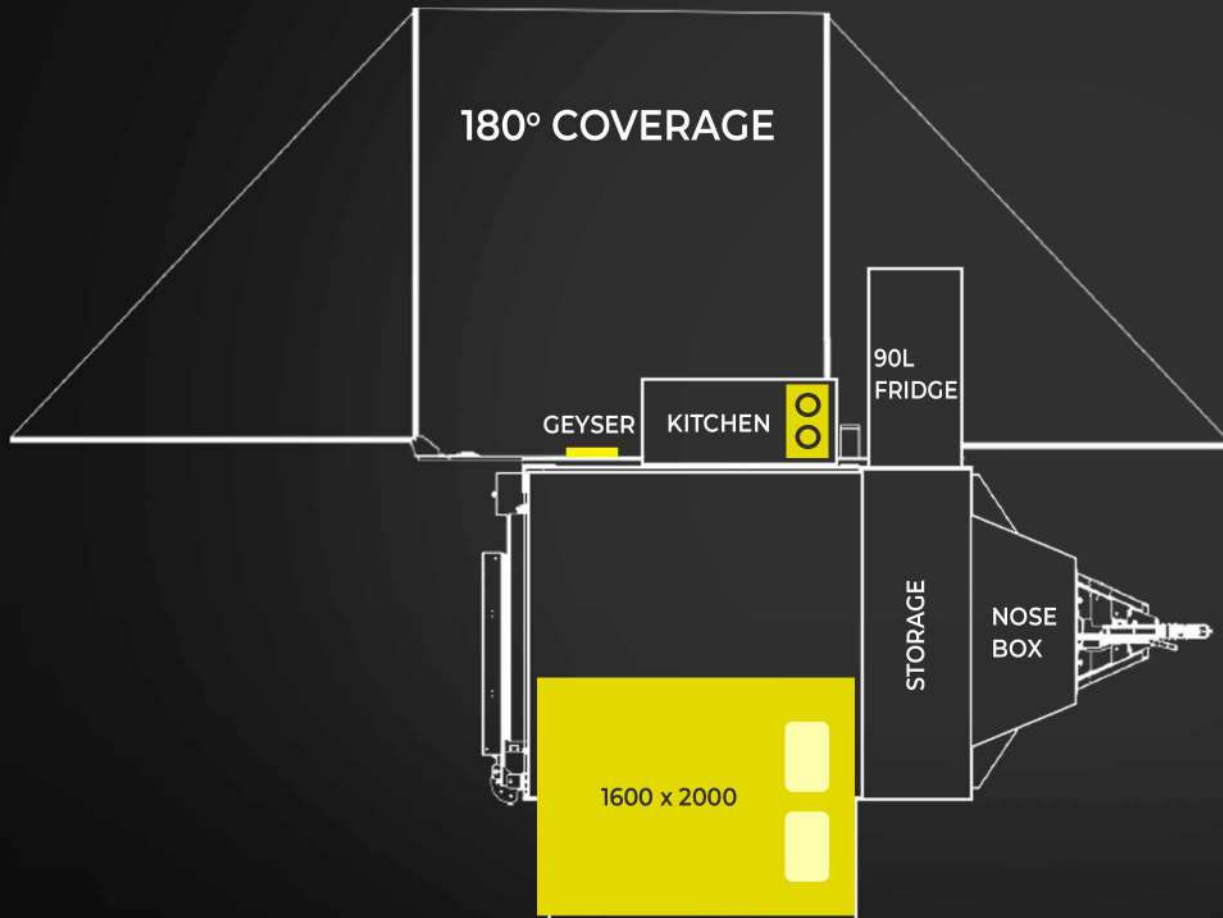 180° COVERAGE
90L
FRIDGE
GEYSER
KITCHEN
STORAGE
NOSE
BOX
1600 x 2000